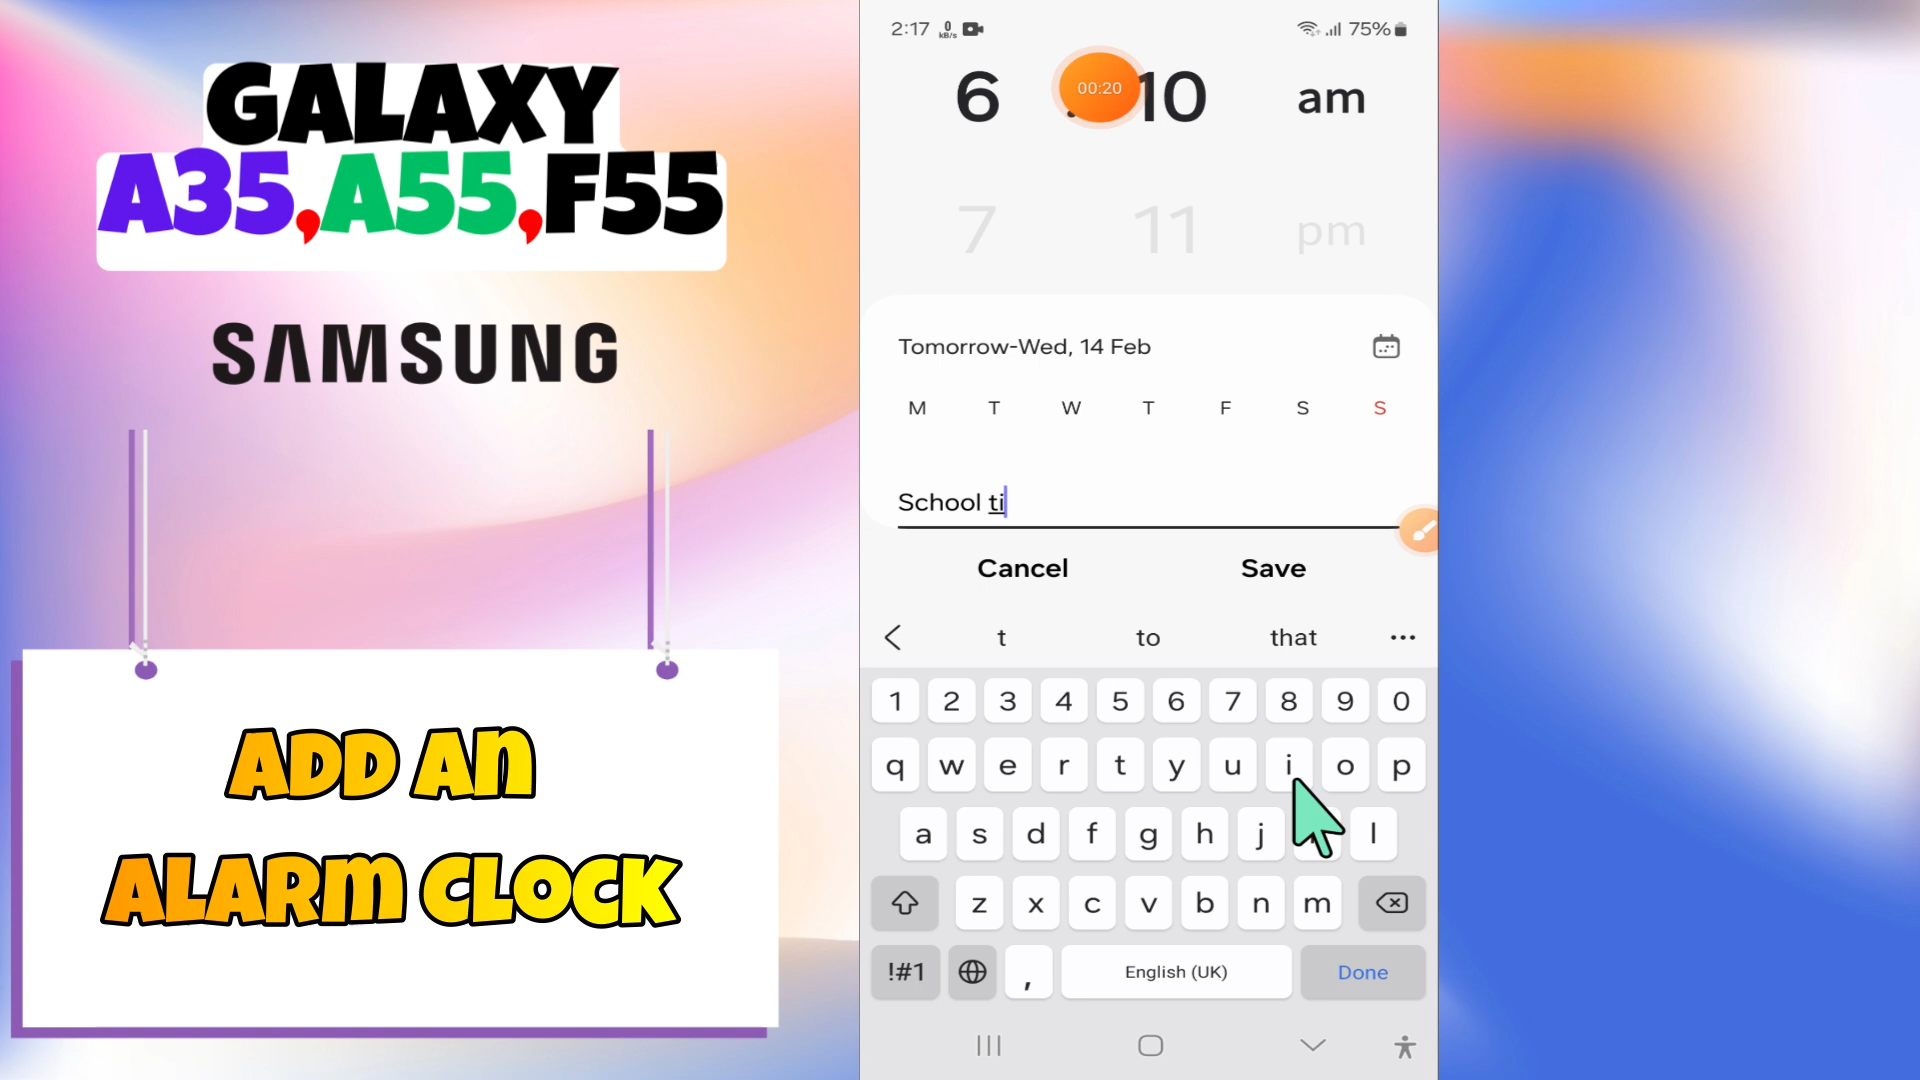 GALAXY
A35,A55,F55
SAMSUNG
ADD An
ALARm CLOCK
2:17 0 kB/s 75%
6 00:20 10 am
7 11 pm
Tomorrow-Wed, 14 Feb
M T W T F S S
School ti
Cancel Save
t to that
1 2 3 4 5 6 7 8 9 0
q w e r t y u i o p
a s d f g h j l
z x c v b n m
!#1 , English (UK) Done